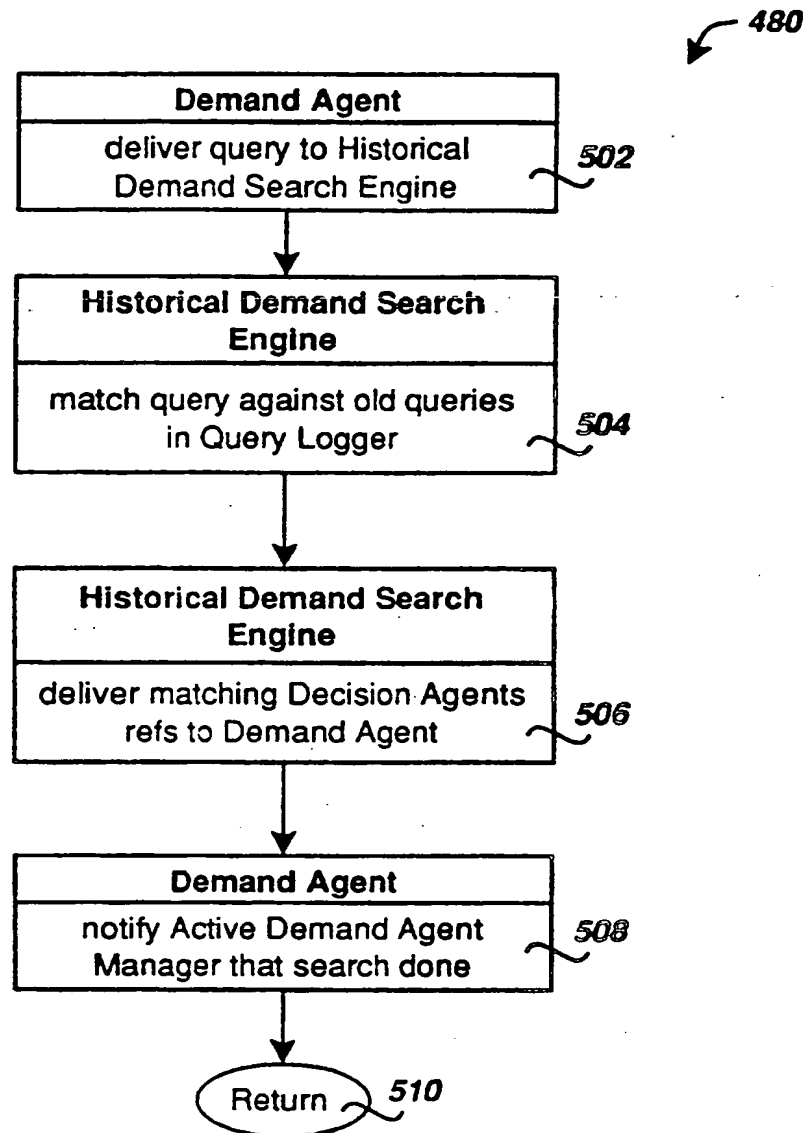 480
Demand Agent
deliver query to Historical
Demand Search Engine
502
Historical Demand Search
Engine
match query against old queries
in Query Logger
504
Historical Demand Search
Engine
deliver matching Decision Agents
refs to Demand Agent
506
Demand Agent
notify Active Demand Agent
Manager that search done
508
Return
510